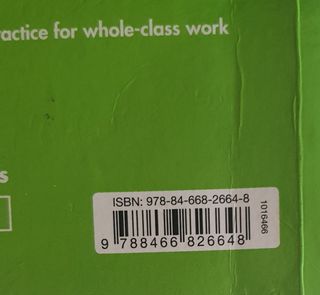 ractice for whole-class work
s
ISBN: 978-84-668-2664-8
1016466
9 788466 826648